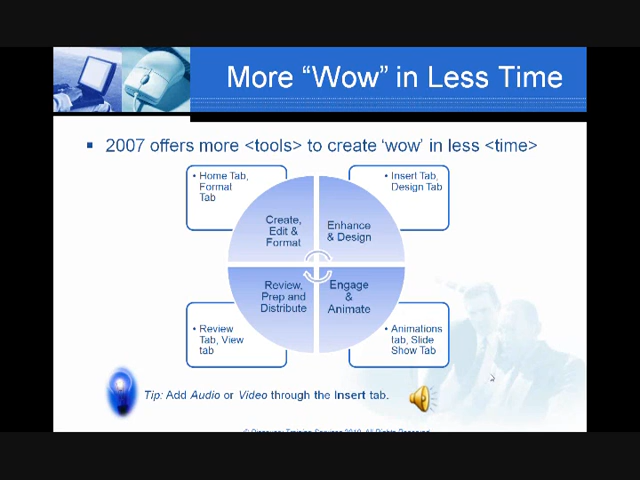 More “Wow” in Less Time
▪ 2007 offers more <tools> to create ‘wow’ in less <time>
• Home Tab,
Format
Tab
• Insert Tab,
Design Tab
Create,
Edit &
Format
Enhance
& Design
Review,
Prep and
Distribute
Engage
&
Animate
• Review
Tab, View
tab
• Animations
tab, Slide
Show Tab
Tip: Add Audio or Video through the Insert tab.